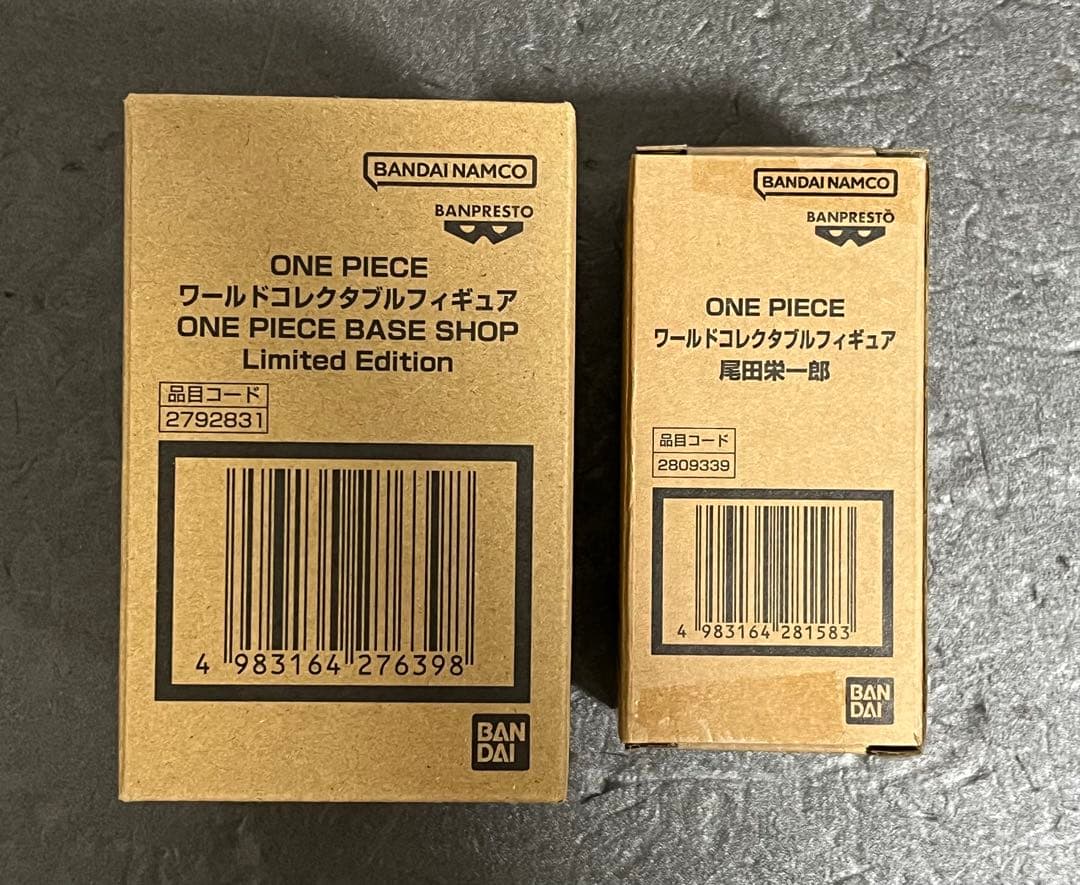 BANDAI NAMCO
BANPRESTO
ONE PIECE
ワールドコレクタブルフィギュア
ONE PIECE BASE SHOP
Limited Edition
品目コード
2792831
4 983164 276398
BAN
DAI
BANDAI NAMCO
BANPRESTO
ONE PIECE
ワールドコレクタブルフィギュア
尾田栄一郎
品目コード
2809339
4 983164 281583
BAN
DAI